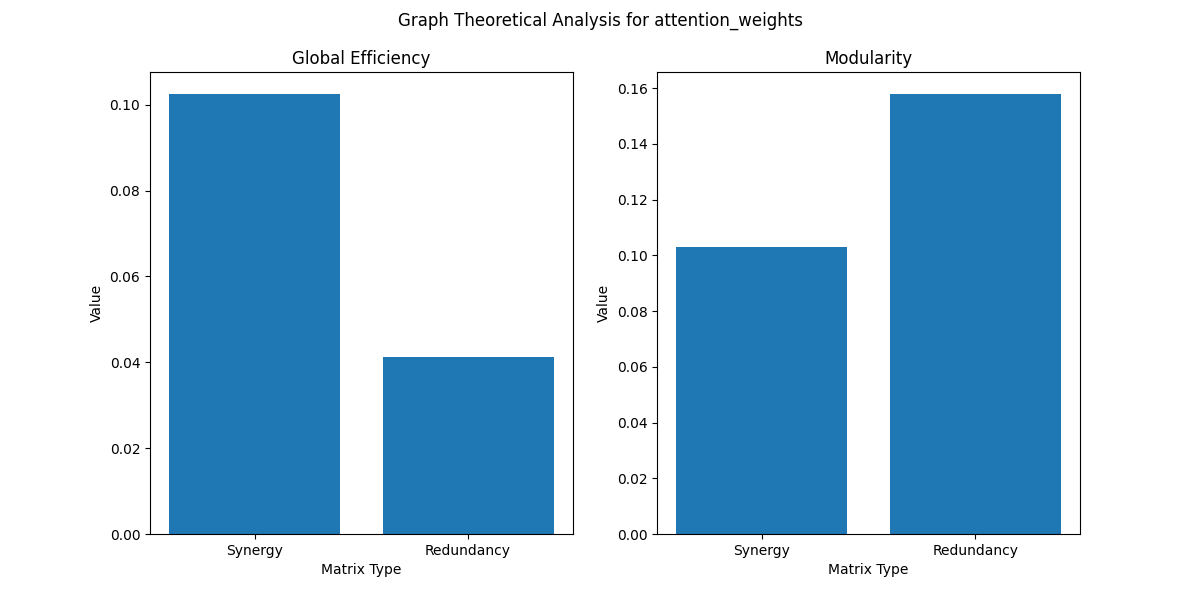 Graph Theoretical Analysis for attention_weights
Global Efficiency
0.10
0.08
0.06
0.04
0.02
0.00
Value
Synergy
Redundancy
Matrix Type
Modularity
0.16
0.14
0.12
0.10
0.08
0.06
0.04
0.02
0.00
Value
Synergy
Redundancy
Matrix Type